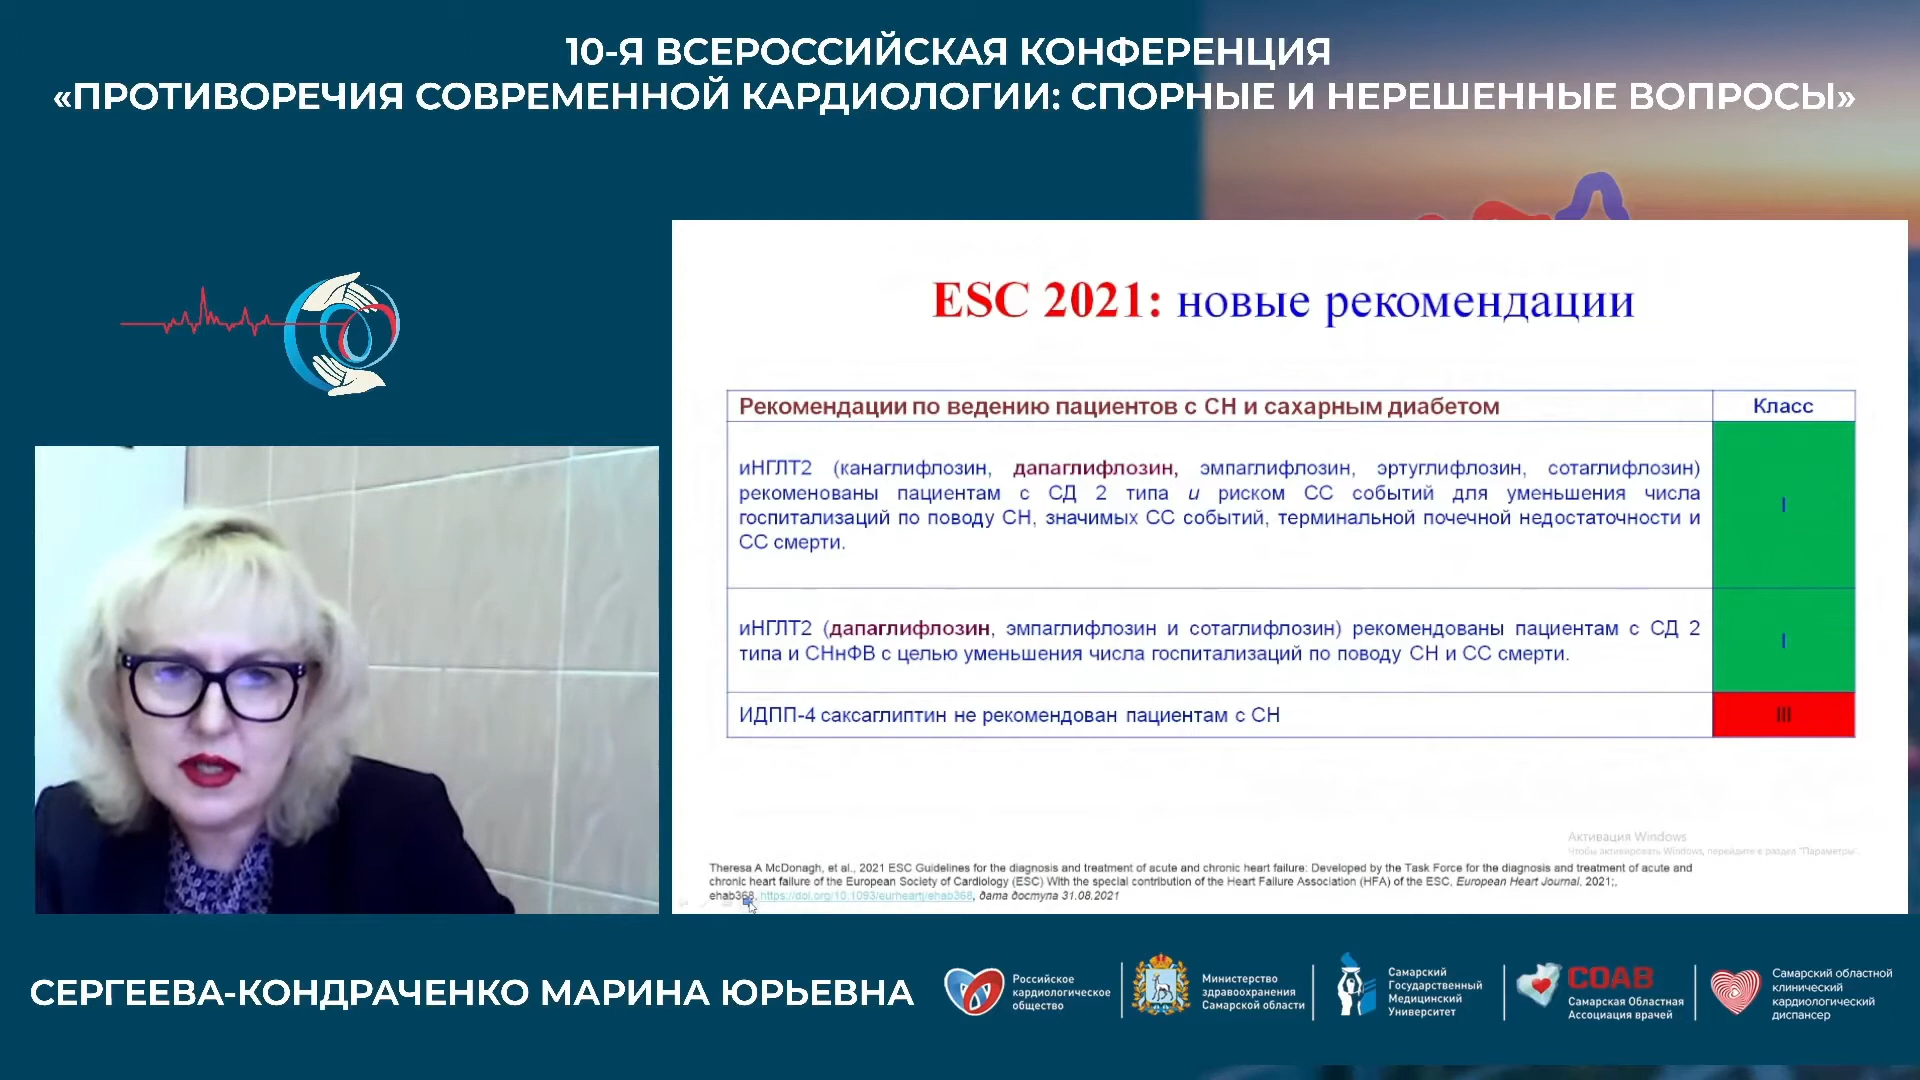 10-Я ВСЕРОССИЙСКАЯ КОНФЕРЕНЦИЯ
«ПРОТИВОРЕЧИЯ СОВРЕМЕННОЙ КАРДИОЛОГИИ: СПОРНЫЕ И НЕРЕШЕННЫЕ ВОПРОСЫ»
ESC 2021: новые рекомендации
Рекомендации по ведению пациентов с СН и сахарным диабетом
Класс
иНГЛТ2 (канаглифлозин, дапаглифлозин, эмпаглифлозин, эртуглифлозин, сотаглифлозин)
рекоменованы пациентам с СД 2 типа и риском СС событий для уменьшения числа
госпитализаций по поводу СН, значимых СС событий, терминальной почечной недостаточности и
СС смерти.
I
иНГЛТ2 (дапаглифлозин, эмпаглифлозин и сотаглифлозин) рекомендованы пациентам с СД 2
типа и СНнФВ с целью уменьшения числа госпитализаций по поводу СН и СС смерти.
I
ИДПП-4 саксаглиптин не рекомендован пациентам с СН
III
Активация Windows
Чтобы активировать Windows, перейдите в раздел "Параметры".
Theresa A McDonagh, et al., 2021 ESC Guidelines for the diagnosis and treatment of acute and chronic heart failure: Developed by the Task Force for the diagnosis and treatment of acute and
chronic heart failure of the European Society of Cardiology (ESC) With the special contribution of the Heart Failure Association (HFA) of the ESC, European Heart Journal, 2021;,
ehab368, https://doi.org/10.1093/eurheartj/ehab368, дата доступа 31.08.2021
СЕРГЕЕВА-КОНДРАЧЕНКО МАРИНА ЮРЬЕВНА
Российское
кардиологическое
общество
Министерство
здравоохранения
Самарской области
Самарский
Государственный
Медицинский
Университет
СОАВ
Самарская Областная
Ассоциация врачей
Самарский областной
клинический
кардиологический
диспансер